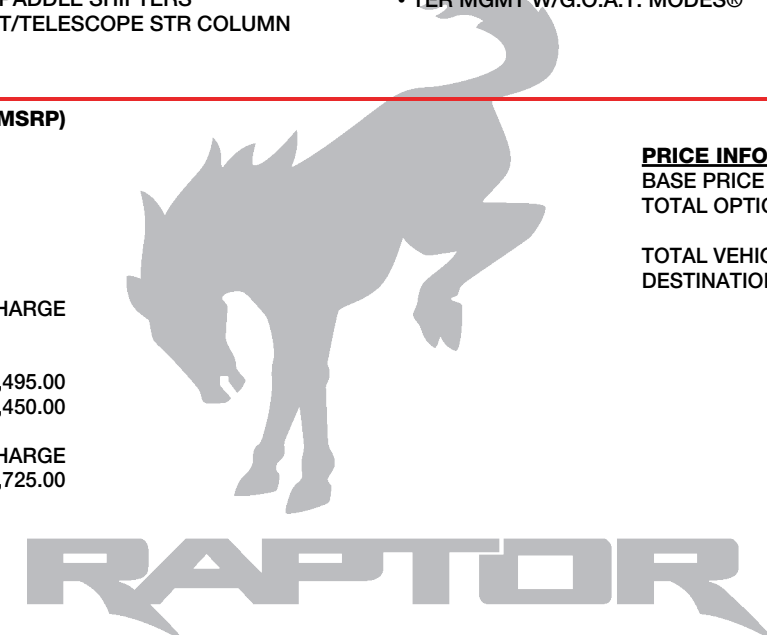 PADDLE SHIFTERS
T/TELESCOPE STR COLUMN
• TER MGMT W/G.O.A.T. MODES®
MSRP)
HARGE
,495.00
,450.00
HARGE
,725.00
PRICE INFO
BASE PRICE
TOTAL OPTIO
TOTAL VEHIC
DESTINATION
RAPTOR